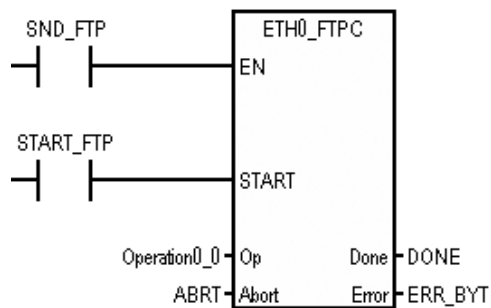 SND_FTP
ETH0_FTPC
EN
START_FTP
START
Operation0_0 Op Done DONE
ABRT Abort Error ERR_BYT